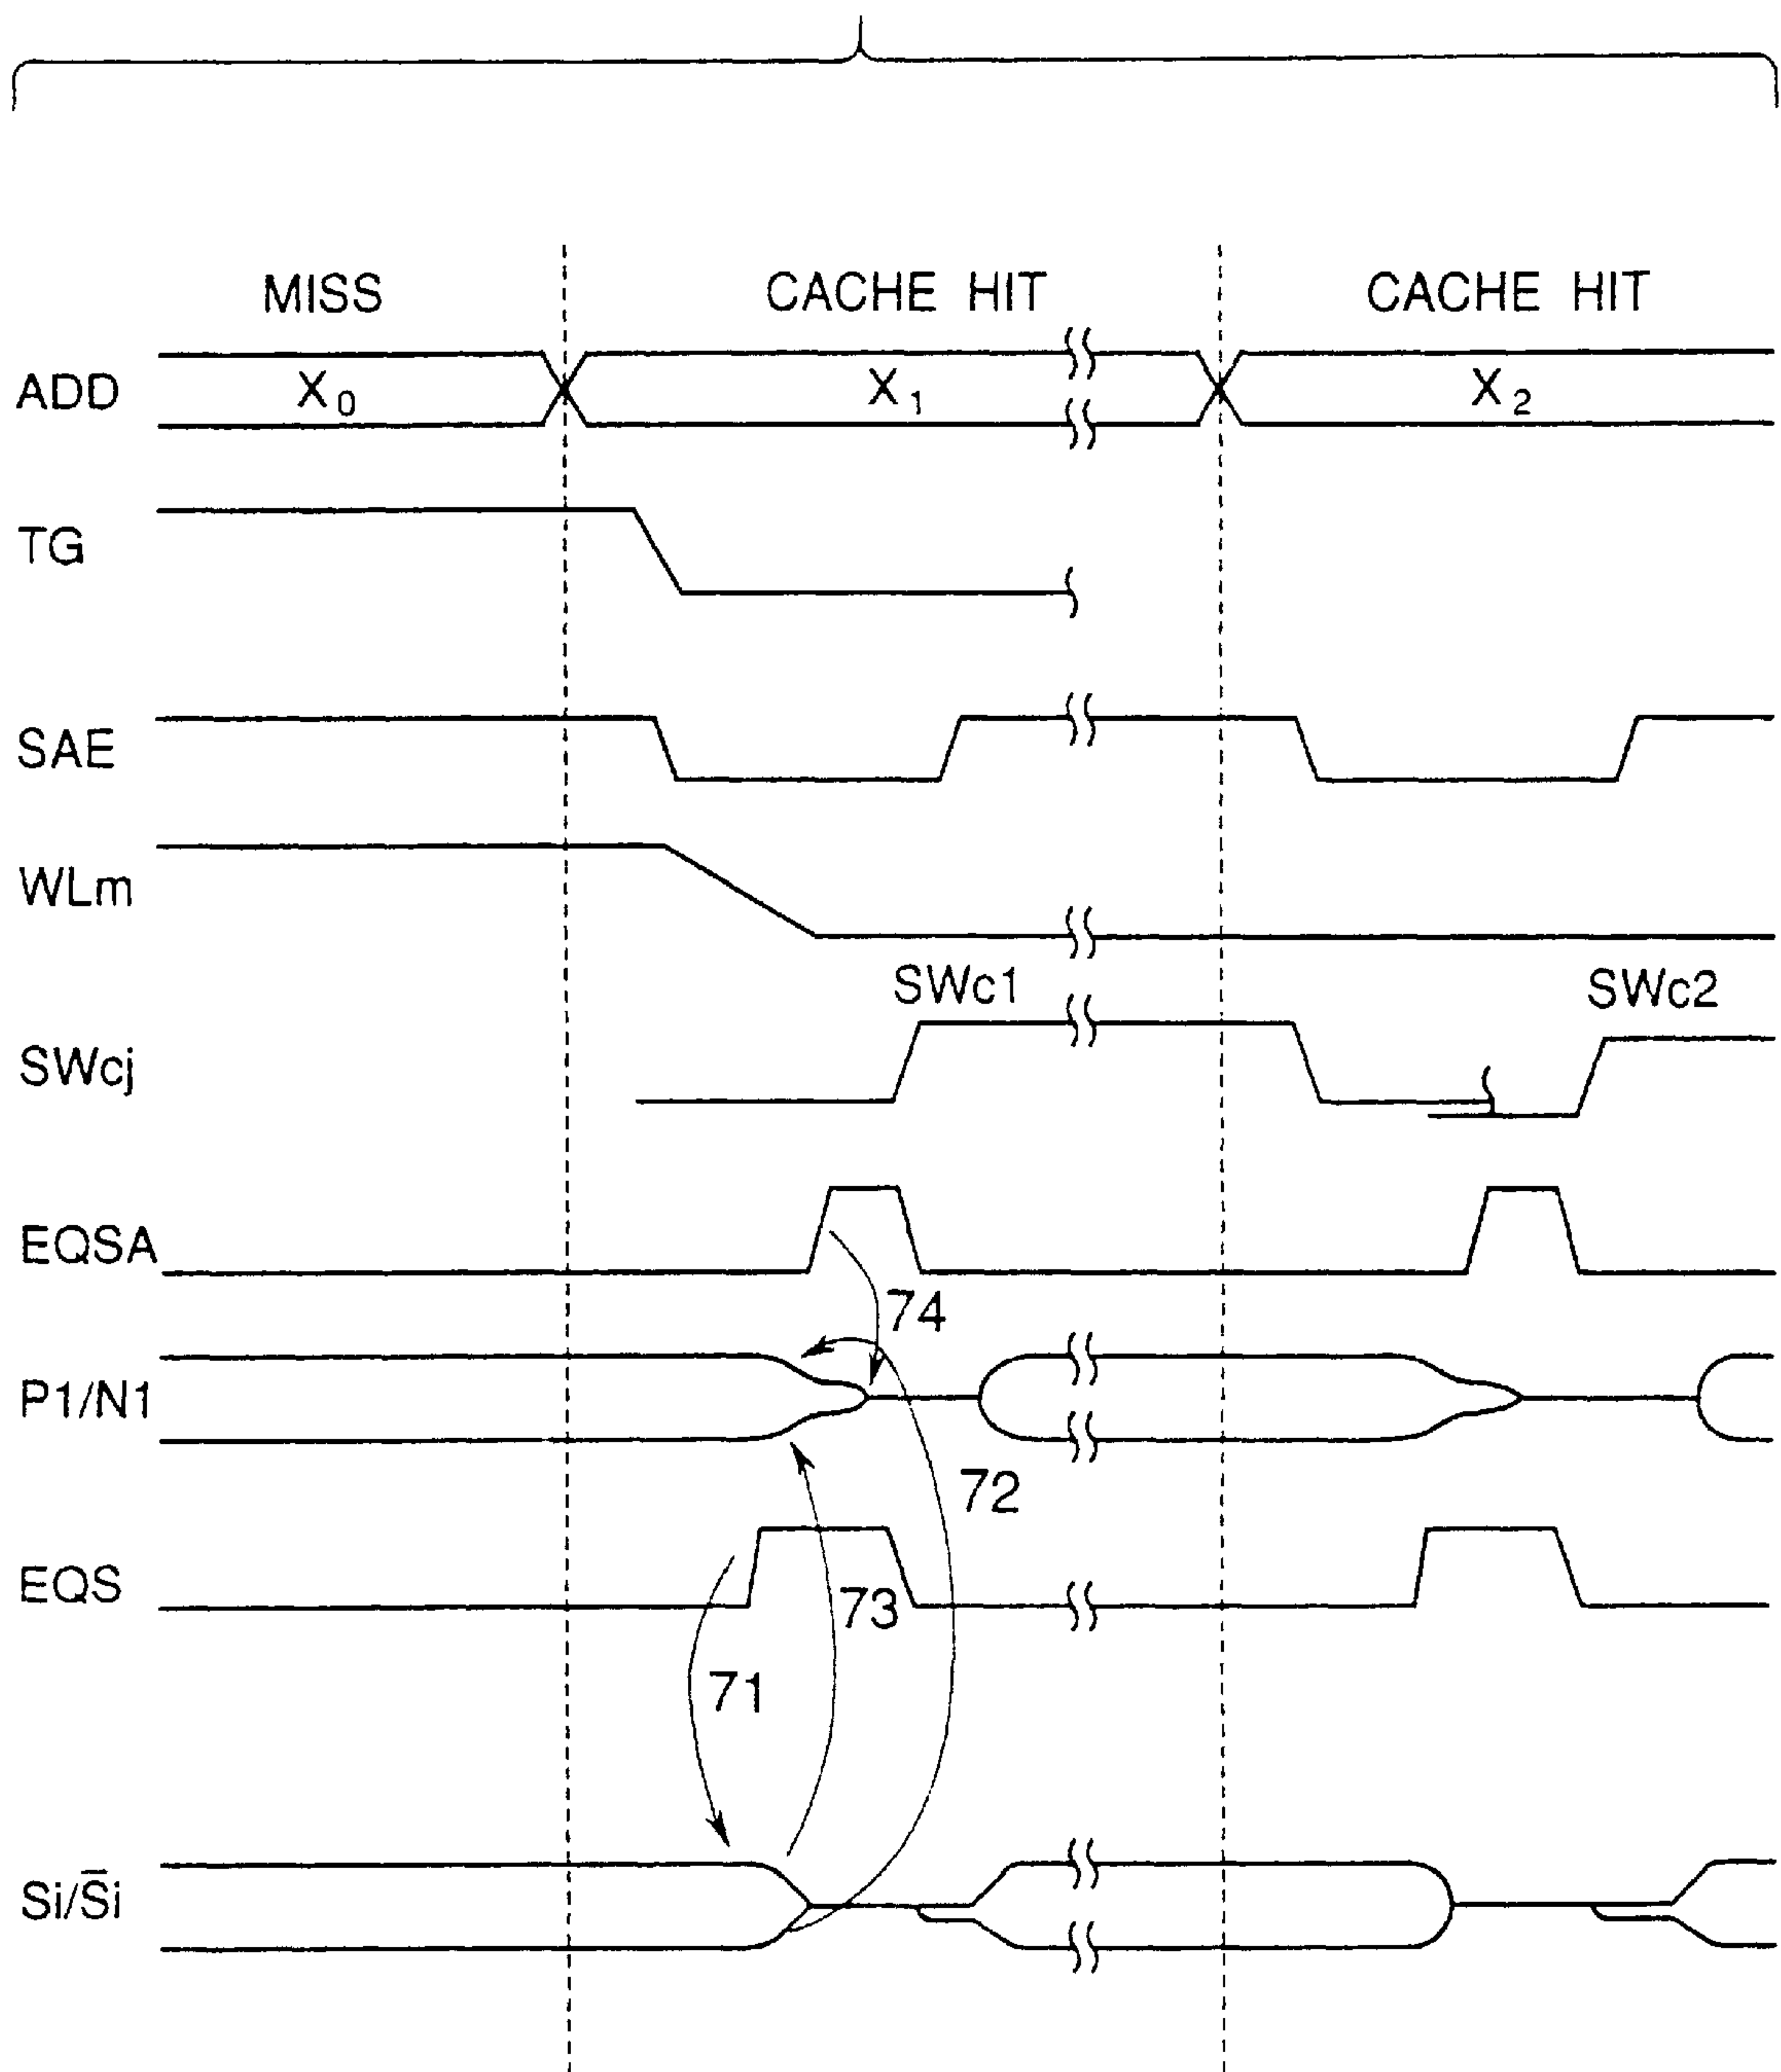 MISS CACHE HIT CACHE HIT
ADD X₀ X₁ X₂
TG
SAE
WLm
SWc1 SWc2
SWcj
EQSA
74
P1/N1
72
EQS
73
71
Si/S̅i